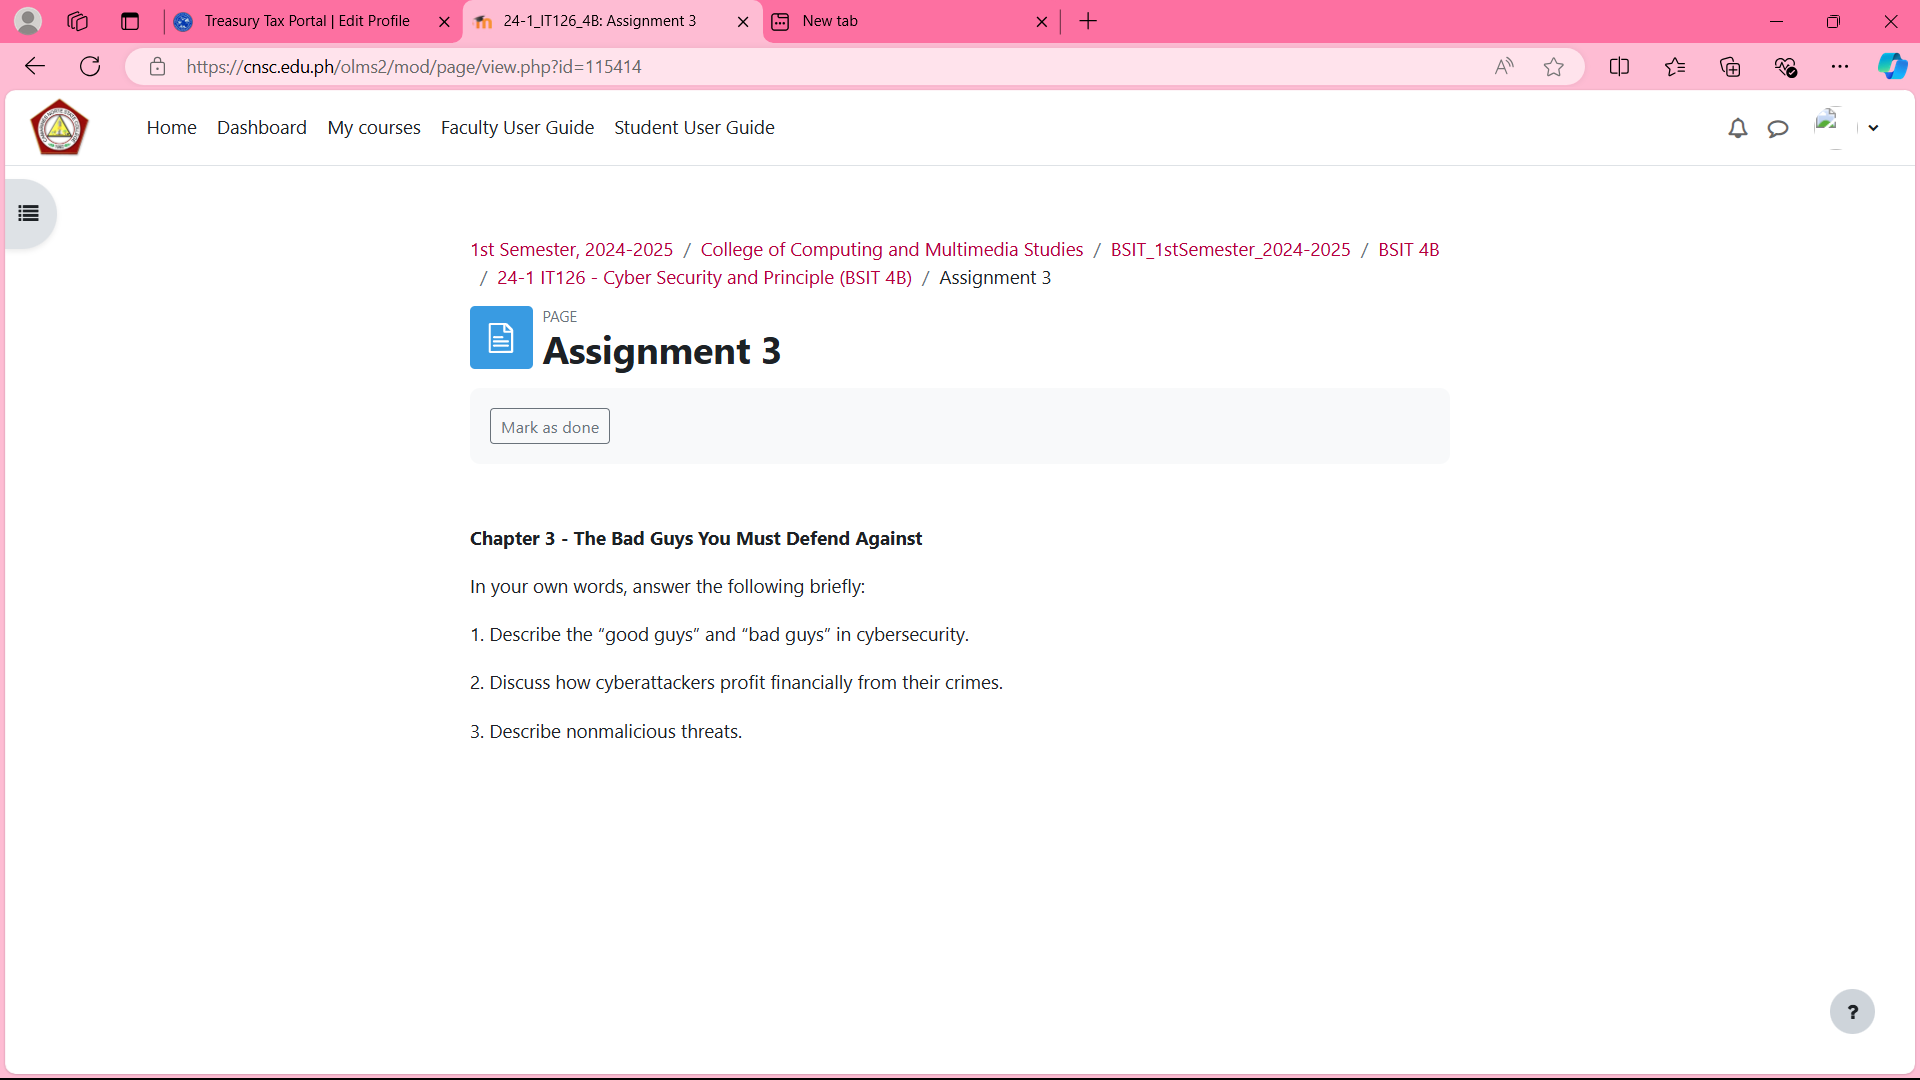 Treasury Tax Portal | Edit Profile
24-1_IT126_4B: Assignment 3
New tab
https://cnsc.edu.ph/olms2/mod/page/view.php?id=115414
Home Dashboard My courses Faculty User Guide Student User Guide
1st Semester, 2024-2025 / College of Computing and Multimedia Studies / BSIT_1stSemester_2024-2025 / BSIT 4B
/ 24-1 IT126 - Cyber Security and Principle (BSIT 4B) / Assignment 3
PAGE
Assignment 3
Mark as done
Chapter 3 - The Bad Guys You Must Defend Against
In your own words, answer the following briefly:
1. Describe the “good guys” and “bad guys” in cybersecurity.
2. Discuss how cyberattackers profit financially from their crimes.
3. Describe nonmalicious threats.
?